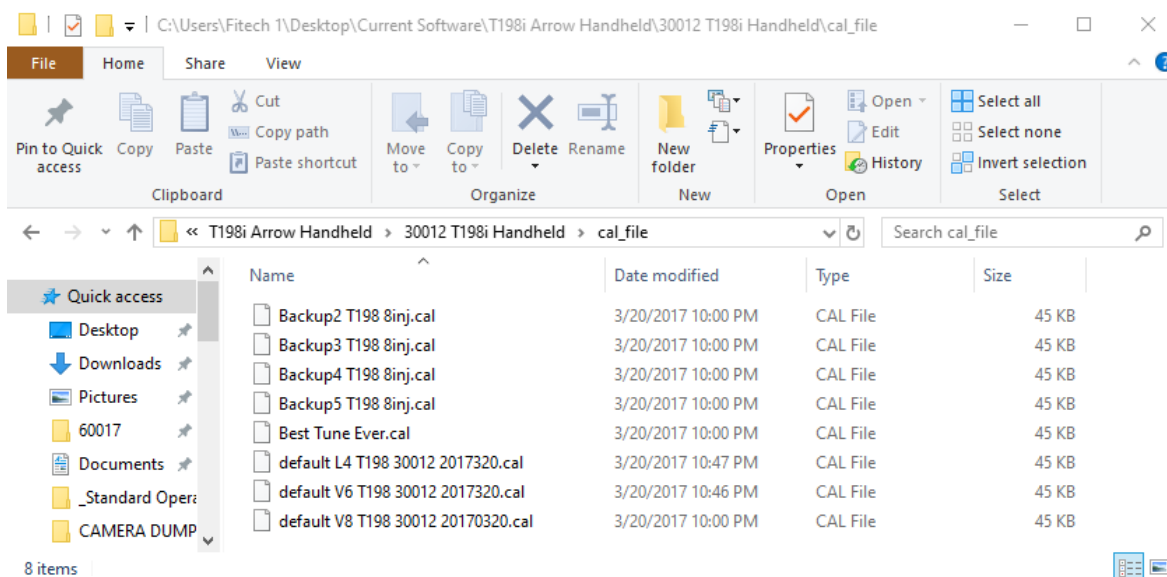 C:\Users\Fitech 1\Desktop\Current Software\T198i Arrow Handheld\30012 T198i Handheld\cal_file
File Home Share View
Pin to Quick access
Copy
Paste
Cut
Copy path
Paste shortcut
Move to
Copy to
Delete
Rename
New folder
Properties
Open
Edit
History
Select all
Select none
Invert selection
Clipboard Organize New Open Select
« T198i Arrow Handheld › 30012 T198i Handheld › cal_file
Search cal_file
Quick access
Desktop
Downloads
Pictures
60017
Documents
_Standard Opera
CAMERA DUMP
Name Date modified Type Size
Backup2 T198 8inj.cal 3/20/2017 10:00 PM CAL File 45 KB
Backup3 T198 8inj.cal 3/20/2017 10:00 PM CAL File 45 KB
Backup4 T198 8inj.cal 3/20/2017 10:00 PM CAL File 45 KB
Backup5 T198 8inj.cal 3/20/2017 10:00 PM CAL File 45 KB
Best Tune Ever.cal 3/20/2017 10:00 PM CAL File 45 KB
default L4 T198 30012 2017320.cal 3/20/2017 10:47 PM CAL File 45 KB
default V6 T198 30012 2017320.cal 3/20/2017 10:46 PM CAL File 45 KB
default V8 T198 30012 20170320.cal 3/20/2017 10:00 PM CAL File 45 KB
8 items